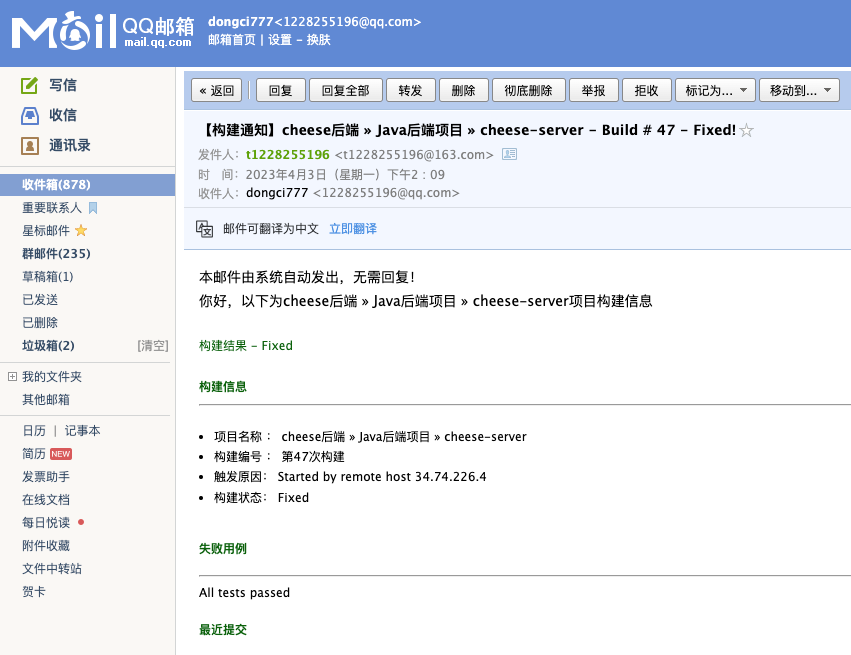 Mail QQ邮箱 mail.qq.com
dongci777<1228255196@qq.com>
邮箱首页 | 设置 - 换肤
写信
收信
通讯录
收件箱(878)
重要联系人
星标邮件
群邮件(235)
草稿箱(1)
已发送
已删除
垃圾箱(2) [清空]
我的文件夹
其他邮箱
日历 | 记事本
简历 NEW
发票助手
在线文档
每日悦读
附件收藏
文件中转站
贺卡
« 返回 回复 回复全部 转发 删除 彻底删除 举报 拒收 标记为... 移动到...
【构建通知】cheese后端 » Java后端项目 » cheese-server - Build # 47 - Fixed!
发件人：t1228255196 <t1228255196@163.com>
时 间：2023年4月3日（星期一）下午2：09
收件人：dongci777 <1228255196@qq.com>
邮件可翻译为中文 立即翻译
本邮件由系统自动发出，无需回复！
你好，以下为cheese后端 » Java后端项目 » cheese-server项目构建信息
构建结果 - Fixed
构建信息
• 项目名称： cheese后端 » Java后端项目 » cheese-server
• 构建编号： 第47次构建
• 触发原因： Started by remote host 34.74.226.4
• 构建状态： Fixed
失败用例
All tests passed
最近提交